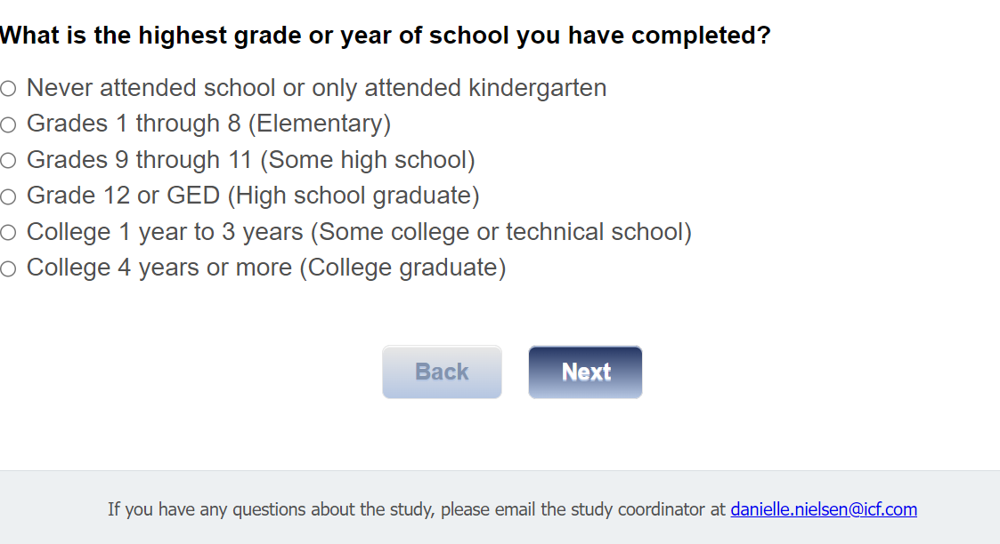 What is the highest grade or year of school you have completed?
Never attended school or only attended kindergarten
Grades 1 through 8 (Elementary)
Grades 9 through 11 (Some high school)
Grade 12 or GED (High school graduate)
College 1 year to 3 years (Some college or technical school)
College 4 years or more (College graduate)
Back Next
If you have any questions about the study, please email the study coordinator at danielle.nielsen@icf.com